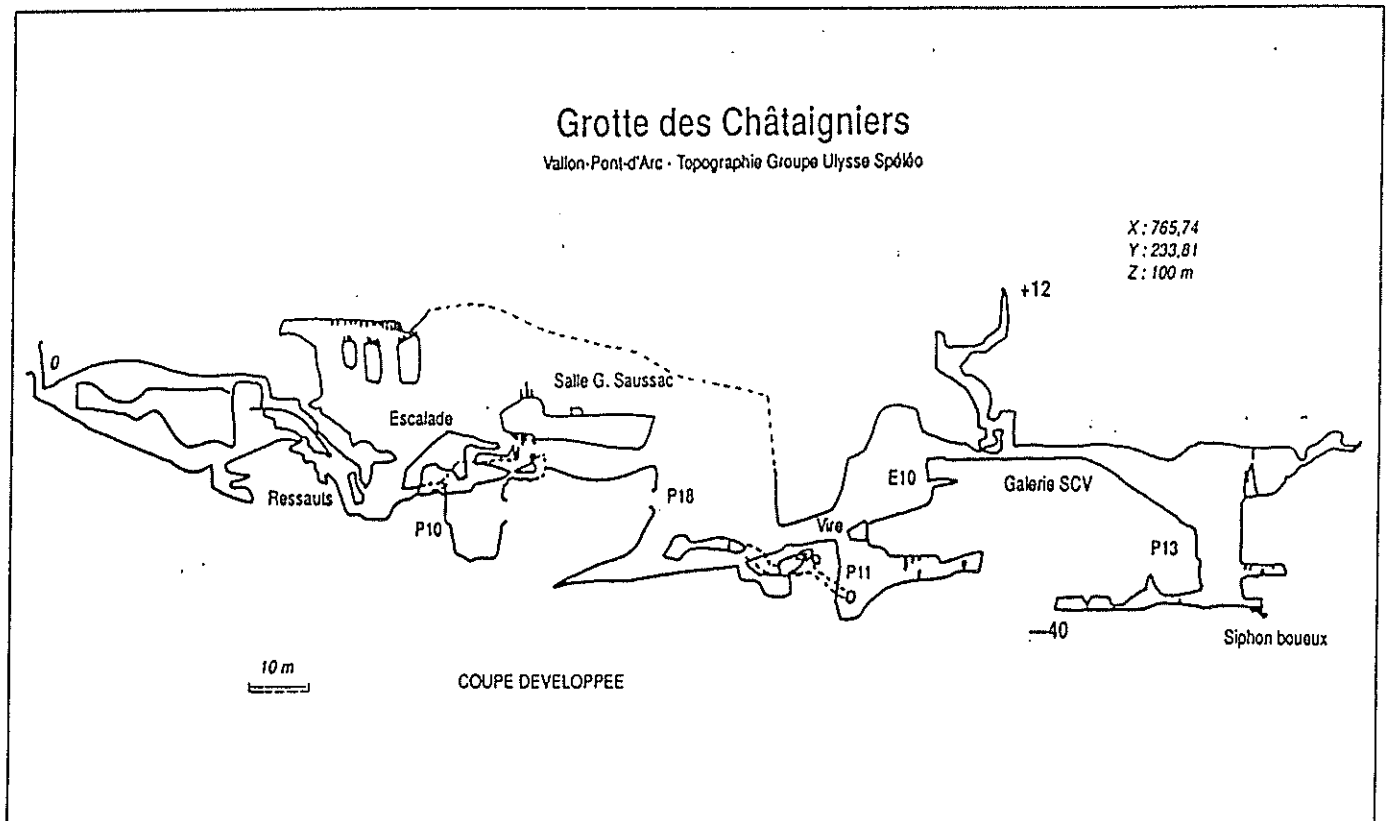 Grotte des Châtaigniers
Vallon-Pont-d'Arc - Topographie Groupe Ulysse Spéléo
X : 765,74
Y : 233,81
Z : 100 m
+12
0
Salle G. Saussac
Escalade
E10
Galerie SCV
Ressauts
P18
P10
Vire
P13
P11
—40
Siphon boueux
10 m
COUPE DEVELOPPEE